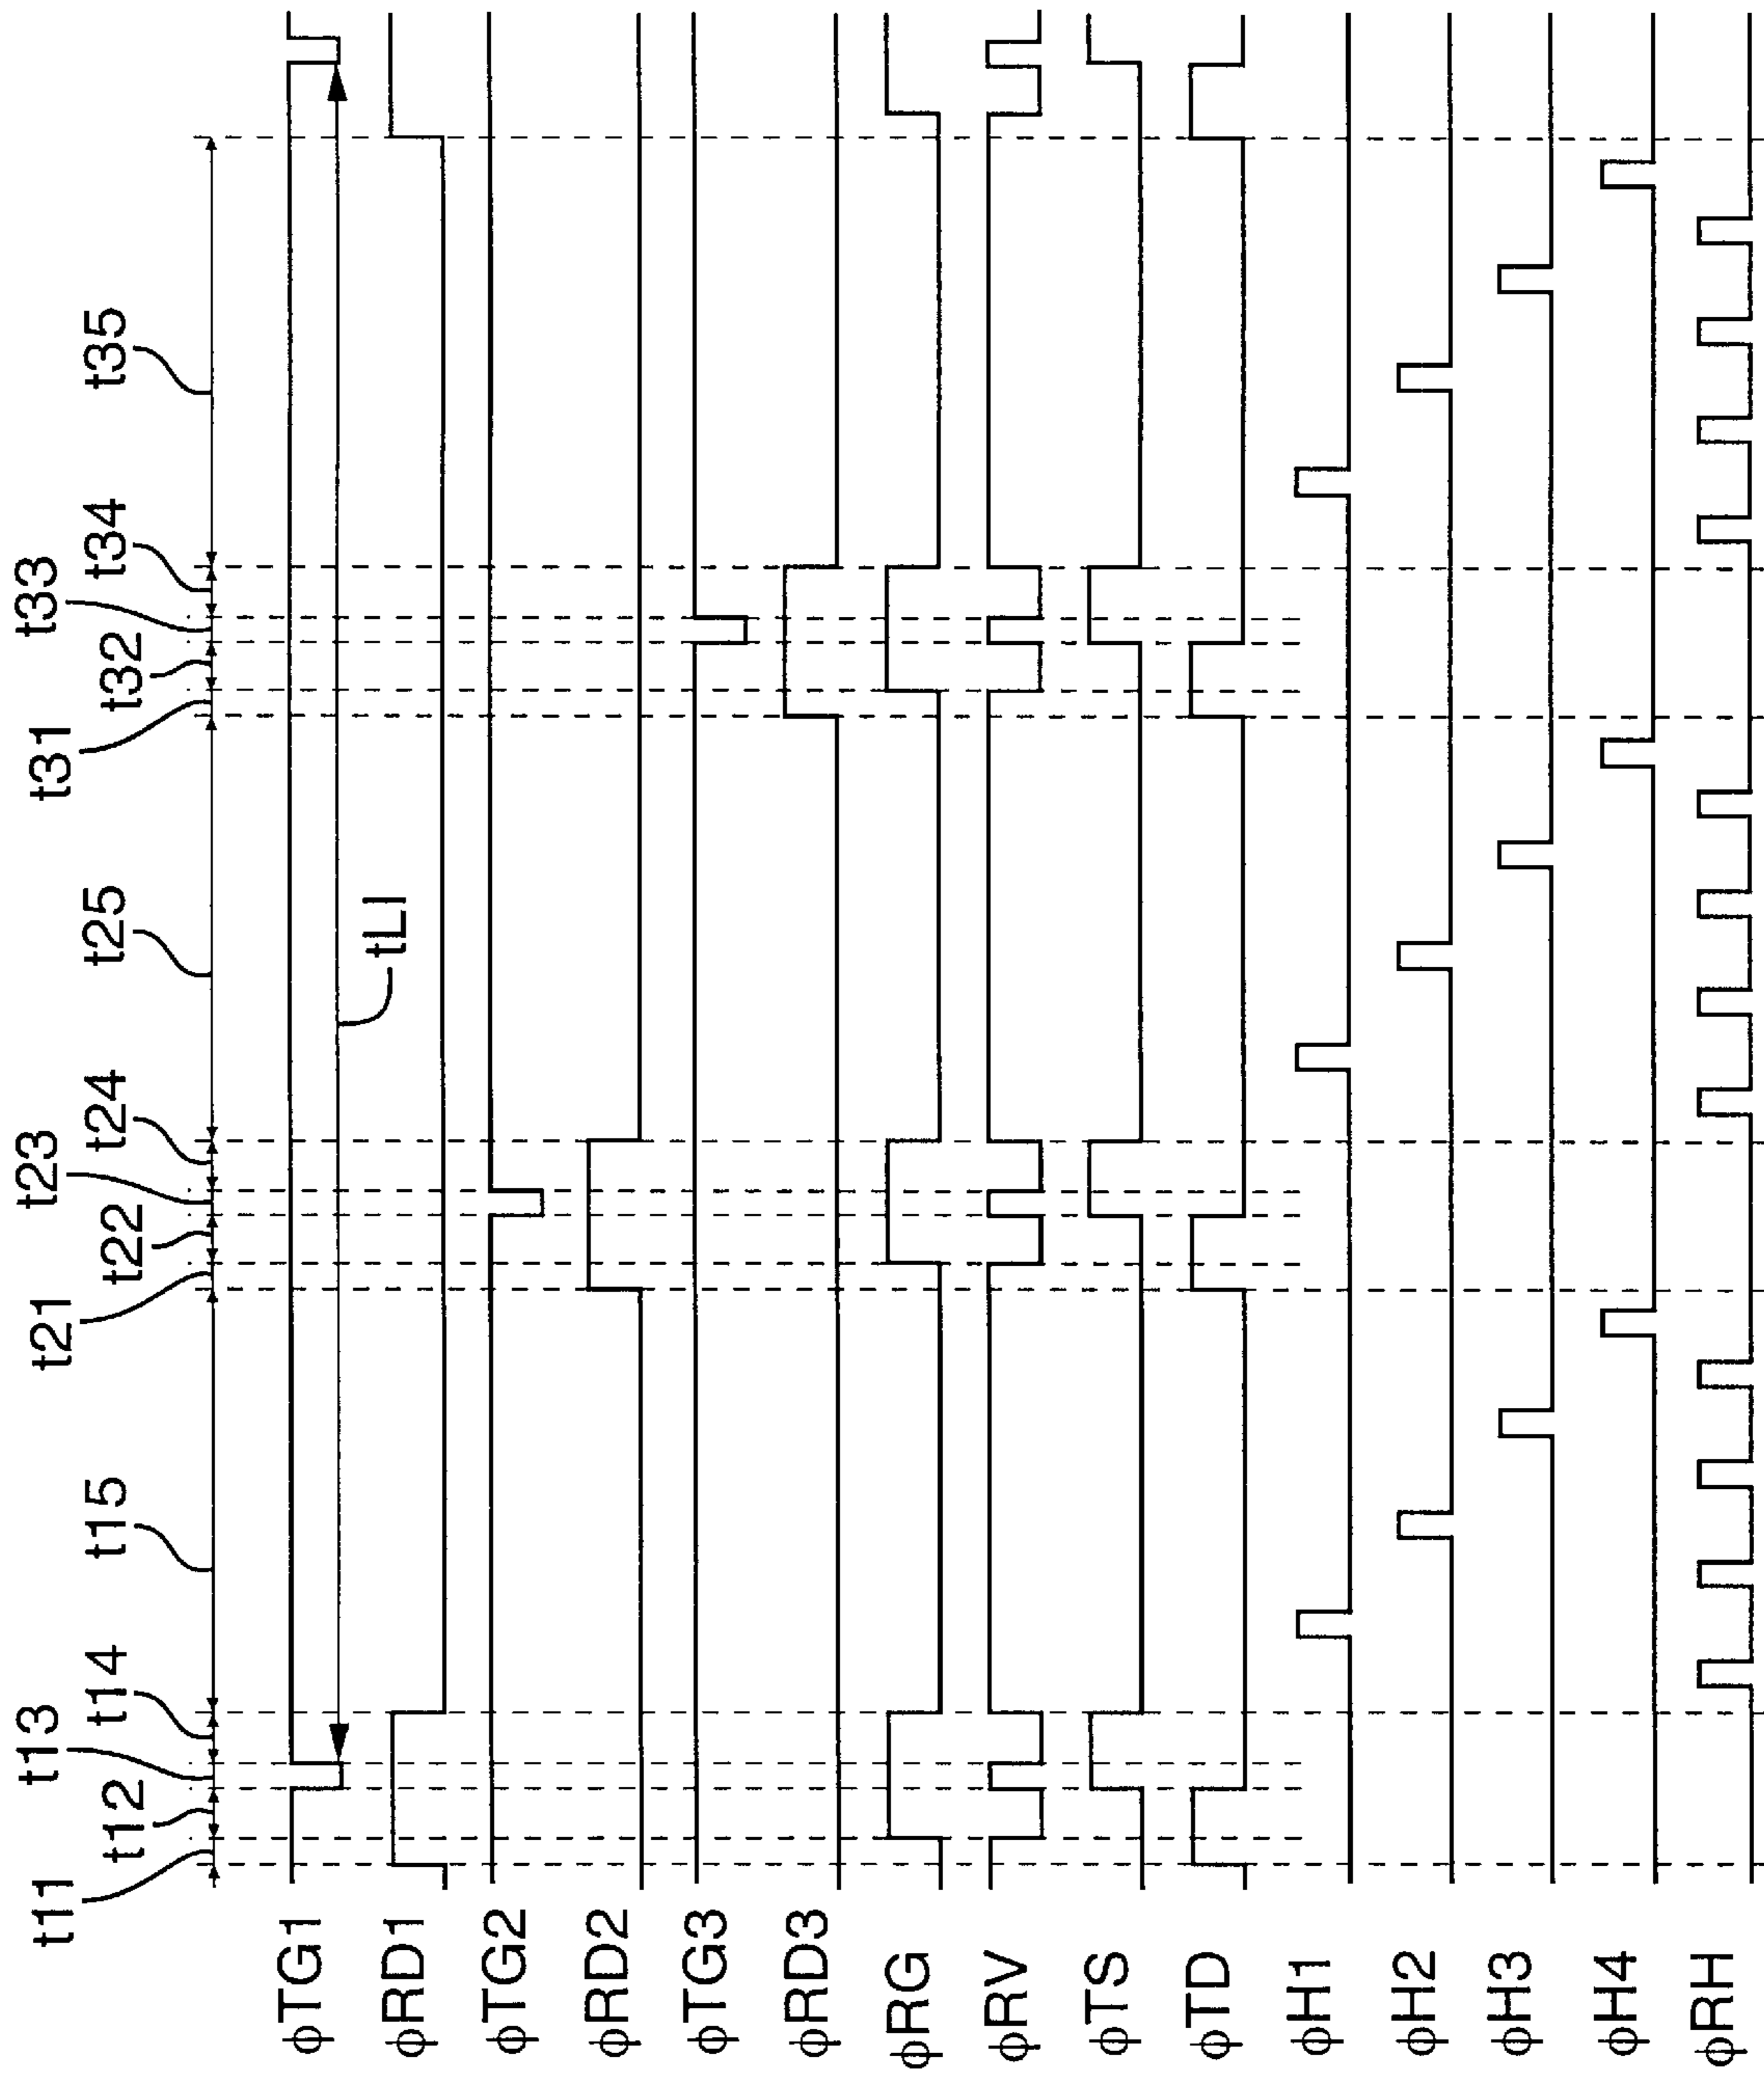 t11
t12
t13
t14
t15
t21
t22
t23
t24
t25
t31
t32
t33
t34
t35
ϕTG1
tLI
ϕRD1
ϕTG2
ϕRD2
ϕTG3
ϕRD3
ϕRG
ϕRV
ϕTS
ϕTD
ϕH1
ϕH2
ϕH3
ϕH4
ϕRH